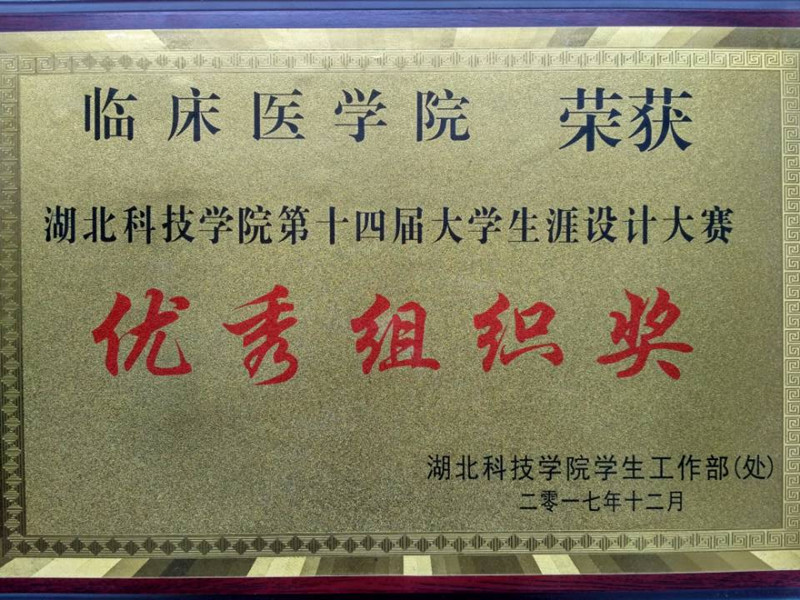 临床医学院 荣获
湖北科技学院第十四届大学生涯设计大赛
优秀组织奖
湖北科技学院学生工作部(处)
二零一七年十二月